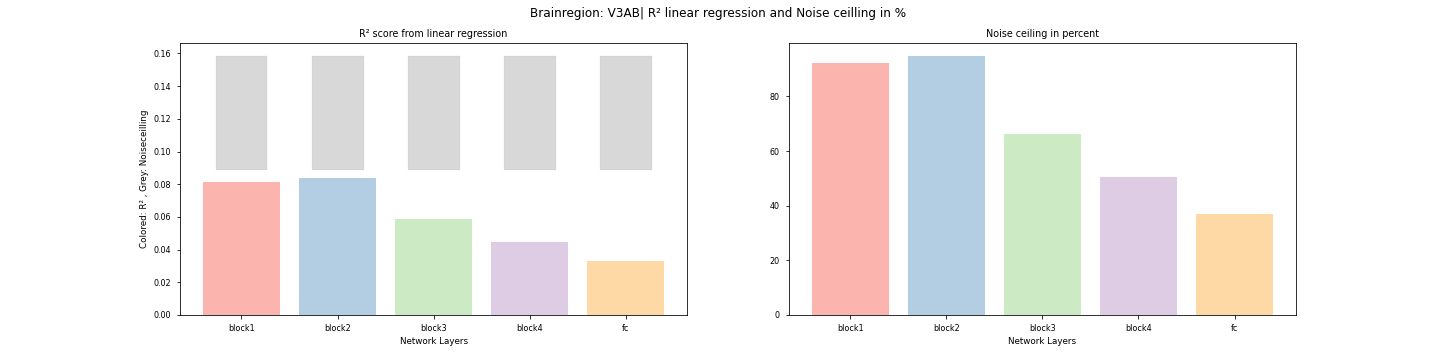 Brainregion: V3AB| R² linear regression and Noise ceilling in %
R² score from linear regression
Colored: R² , Grey: Noiseceilling
0.16
0.14
0.12
0.10
0.08
0.06
0.04
0.02
0.00
block1 block2 block3 block4 fc
Network Layers
Noise ceiling in percent
80
60
40
20
0
block1 block2 block3 block4 fc
Network Layers